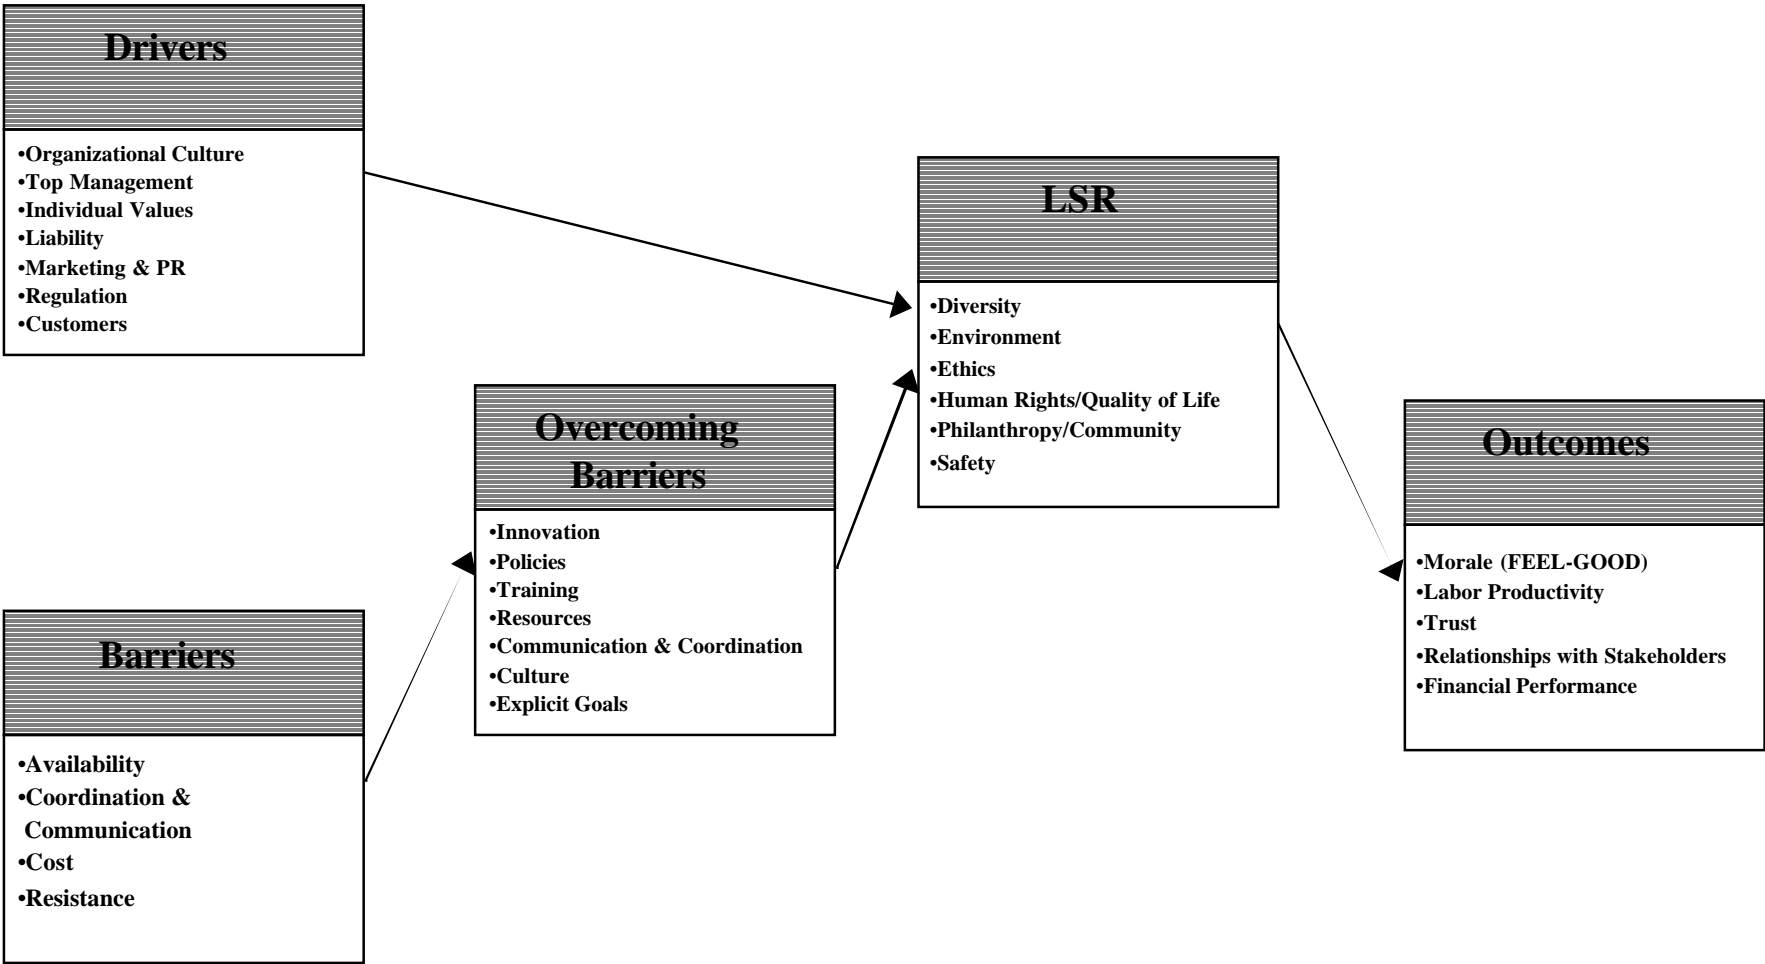 Drivers
•Organizational Culture
•Top Management
•Individual Values
•Liability
•Marketing & PR
•Regulation
•Customers
Barriers
•Availability
•Coordination &
Communication
•Cost
•Resistance
Overcoming
Barriers
•Innovation
•Policies
•Training
•Resources
•Communication & Coordination
•Culture
•Explicit Goals
LSR
•Diversity
•Environment
•Ethics
•Human Rights/Quality of Life
•Philanthropy/Community
•Safety
Outcomes
•Morale (FEEL-GOOD)
•Labor Productivity
•Trust
•Relationships with Stakeholders
•Financial Performance